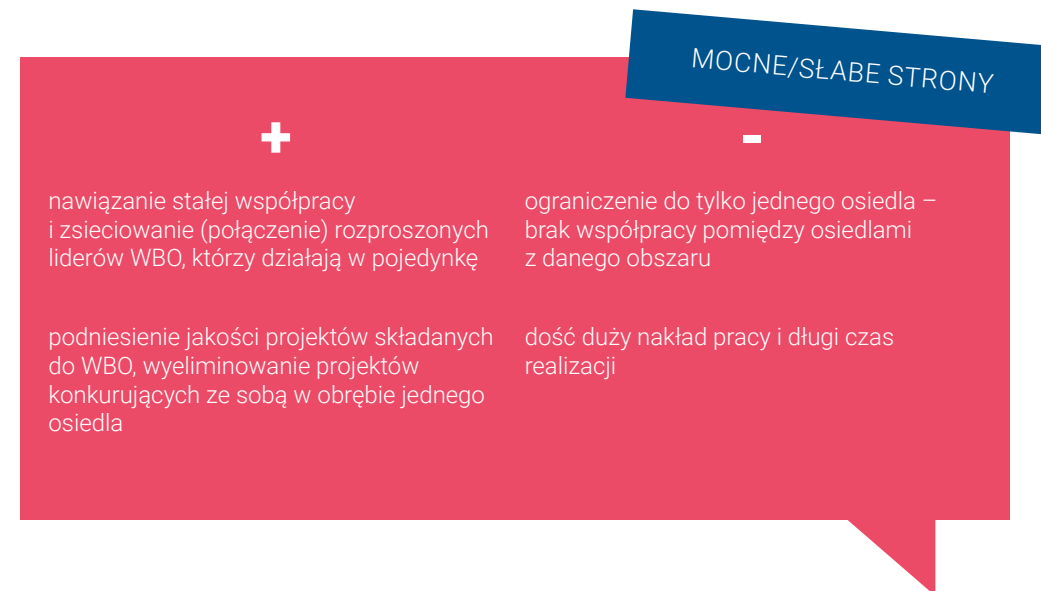 MOCNE/SŁABE STRONY
+
nawiązanie stałej współpracy
i zsieciowanie (połączenie) rozproszonych
liderów WBO, którzy działają w pojedynkę
podniesienie jakości projektów składanych
do WBO, wyeliminowanie projektów
konkurujących ze sobą w obrębie jednego
osiedla
-
ograniczenie do tylko jednego osiedla –
brak współpracy pomiędzy osiedlami
z danego obszaru
dość duży nakład pracy i długi czas
realizacji